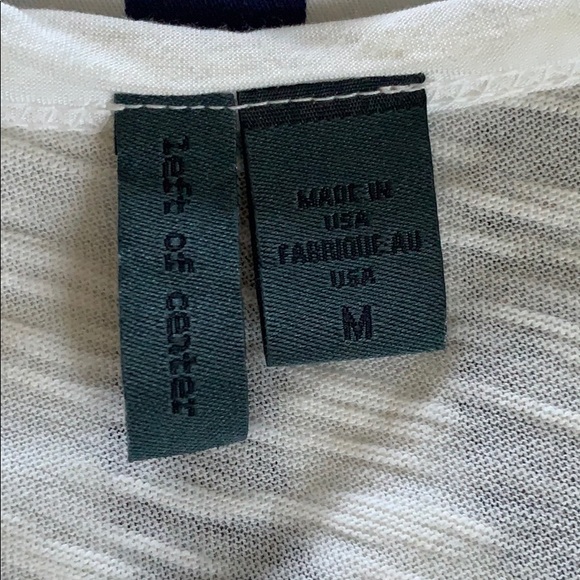 left of center
MADE IN
USA
FABRIQUE AU
USA
M